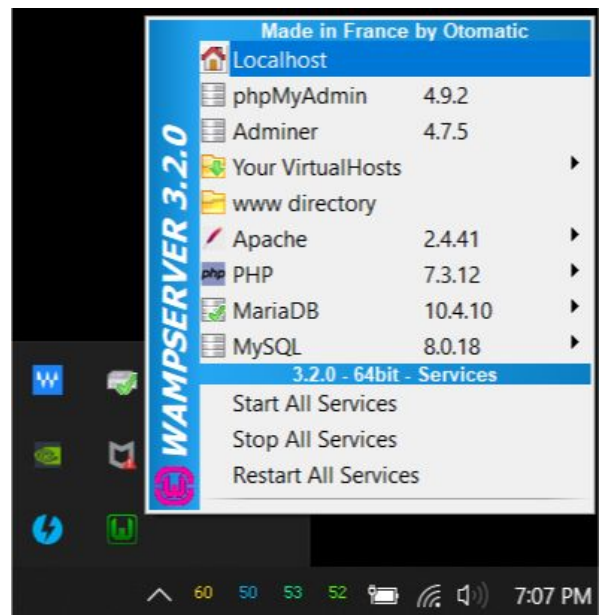 Made in France by Otomatic
WAMPSERVER 3.2.0
Localhost
phpMyAdmin 4.9.2
Adminer 4.7.5
Your VirtualHosts
www directory
Apache 2.4.41
php PHP 7.3.12
MariaDB 10.4.10
MySQL 8.0.18
3.2.0 - 64bit - Services
Start All Services
Stop All Services
Restart All Services
60 50 53 52 7:07 PM